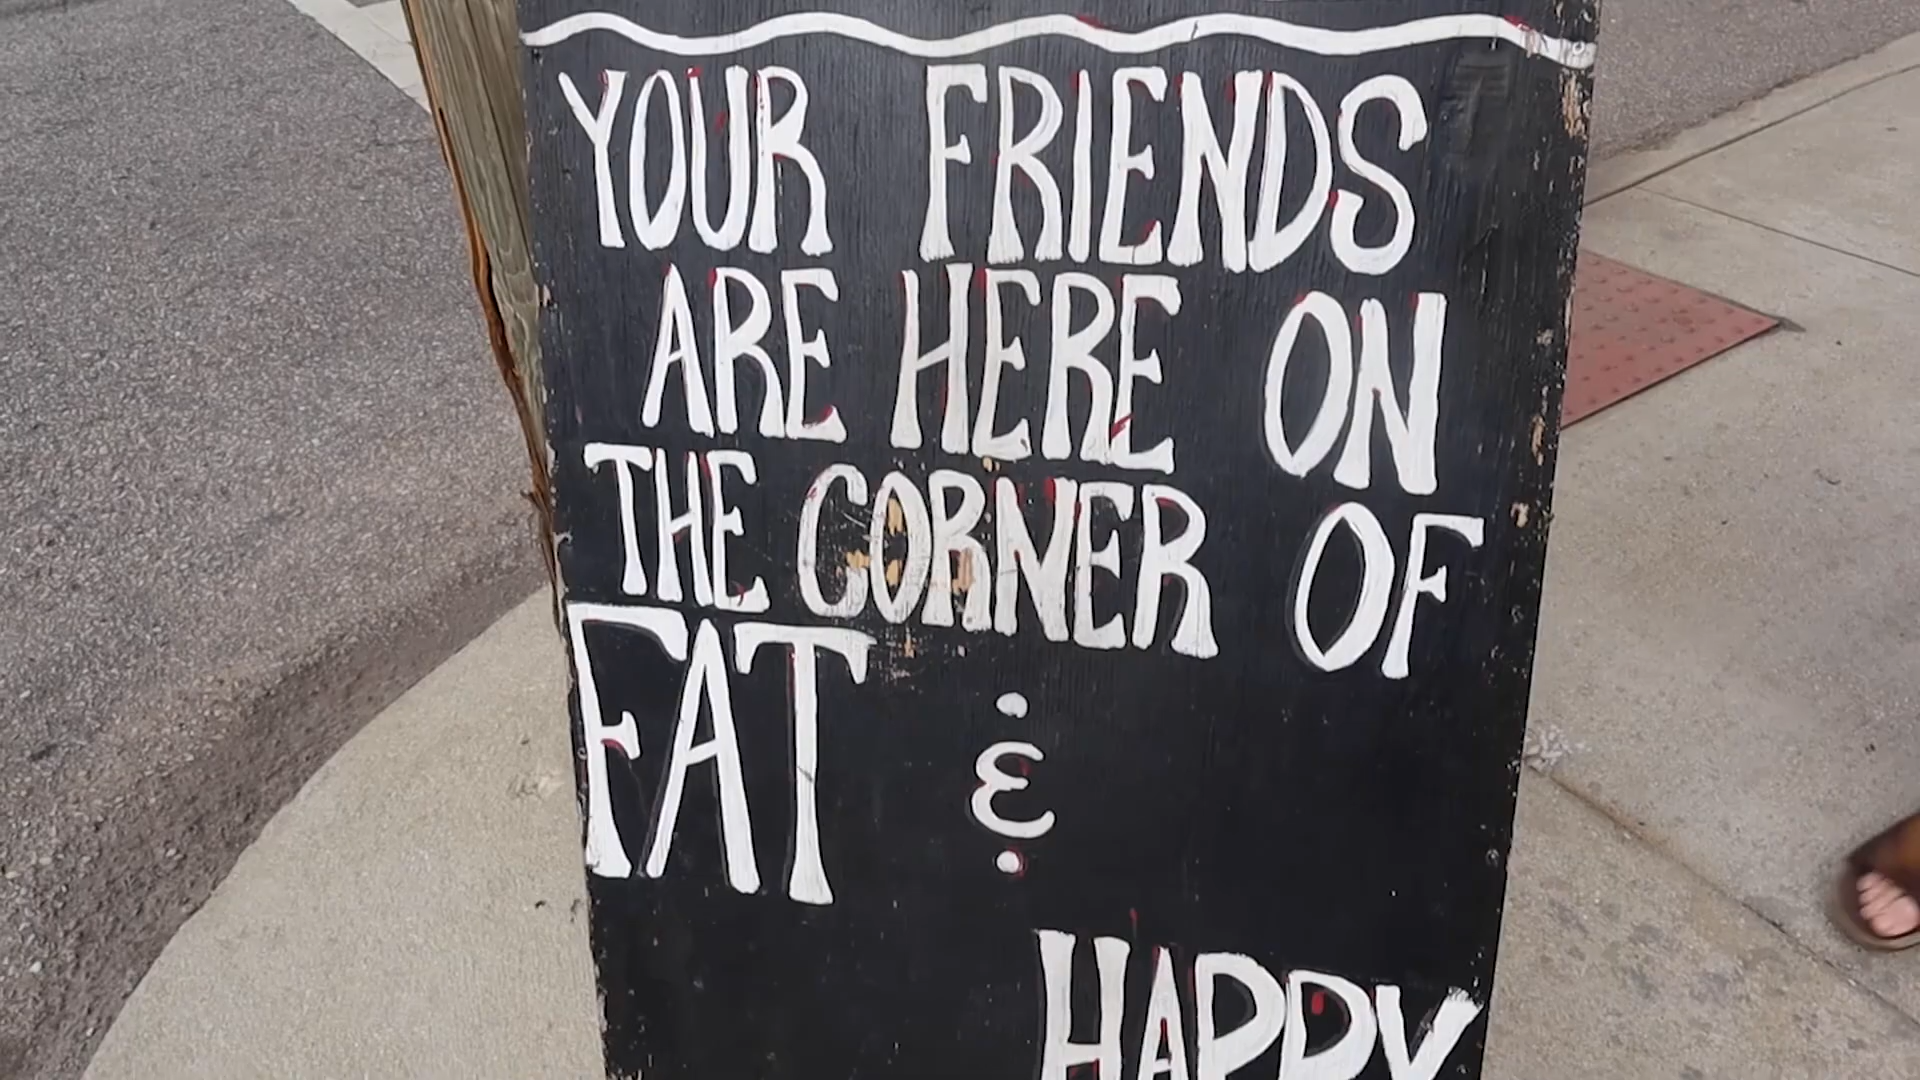 YOUR FRIENDS
ARE HERE ON
THE CORNER OF
FAT &
HAPPY